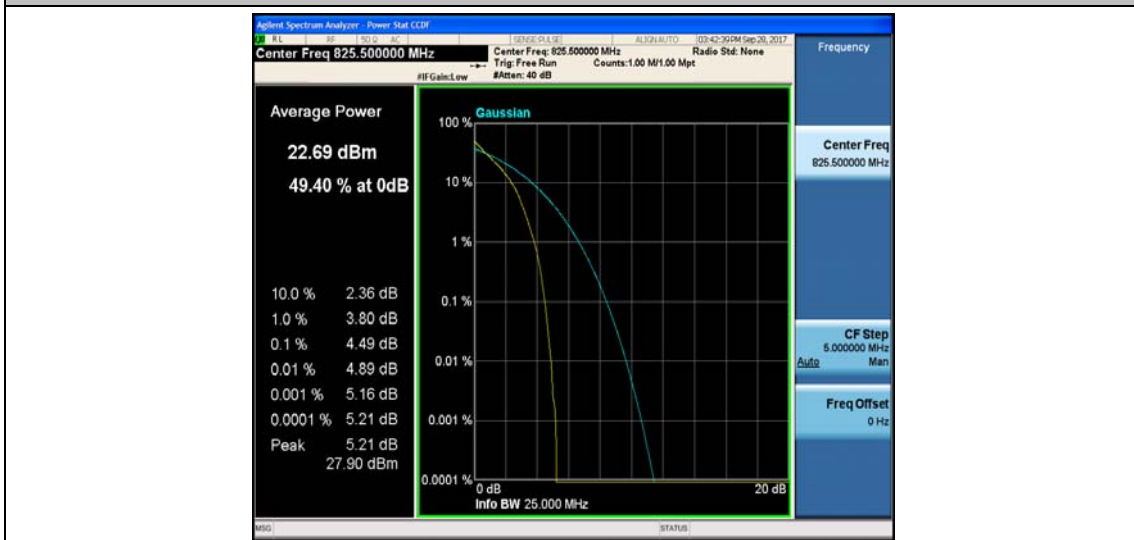 Agilent Spectrum Analyzer - Power Stat CCDF
RL RF 50 Ω AC SENSE:PULSE ALIGN AUTO 03:42:39 PM Sep 20, 2017
Center Freq 825.500000 MHz
Center Freq: 825.500000 MHz Radio Std: None
Trig: Free Run Counts:1.00 M/1.00 Mpt
#IFGain:Low #Atten: 40 dB
Frequency
Average Power
22.69 dBm
49.40 % at 0dB
10.0 % 2.36 dB
1.0 % 3.80 dB
0.1 % 4.49 dB
0.01 % 4.89 dB
0.001 % 5.16 dB
0.0001 % 5.21 dB
Peak 5.21 dB
27.90 dBm
Gaussian
100 %
10 %
1 %
0.1 %
0.01 %
0.001 %
0.0001 %
0 dB 20 dB
Info BW 25.000 MHz
Center Freq
825.500000 MHz
CF Step
5.000000 MHz
Auto Man
Freq Offset
0 Hz
MSG STATUS